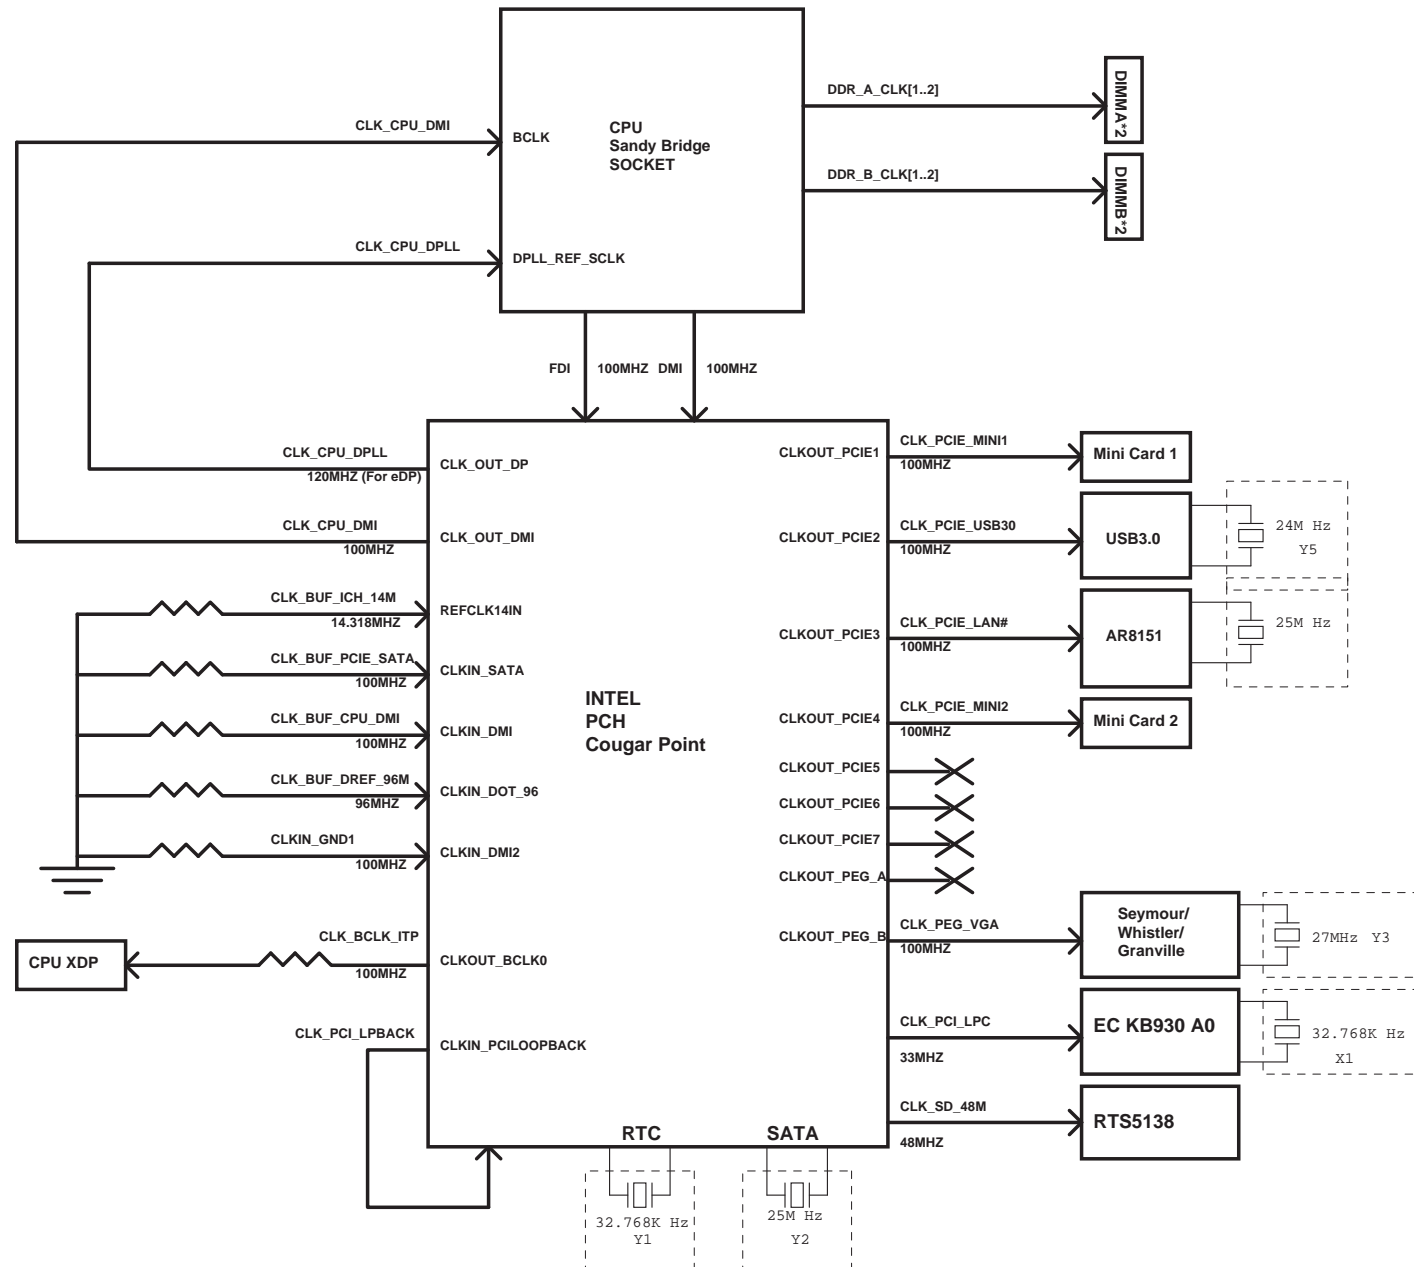 DDR_A_CLK[1..2]
DIMMA*2
CLK_CPU_DMI
BCLK
CPU
Sandy Bridge
SOCKET
DDR_B_CLK[1..2]
DIMMB*2
CLK_CPU_DPLL
DPLL_REF_SCLK
FDI
100MHZ
DMI
100MHZ
CLK_CPU_DPLL
120MHZ (For eDP)
CLK_OUT_DP
CLK_CPU_DMI
100MHZ
CLK_OUT_DMI
CLK_BUF_ICH_14M
14.318MHZ
REFCLK14IN
CLK_BUF_PCIE_SATA
100MHZ
CLKIN_SATA
CLK_BUF_CPU_DMI
100MHZ
CLKIN_DMI
CLK_BUF_DREF_96M
96MHZ
CLKIN_DOT_96
CLKIN_GND1
100MHZ
CLKIN_DMI2
CPU XDP
CLK_BCLK_ITP
100MHZ
CLKOUT_BCLK0
CLK_PCI_LPBACK
CLKIN_PCILOOPBACK
INTEL
PCH
Cougar Point
CLKOUT_PCIE1
CLK_PCIE_MINI1
100MHZ
Mini Card 1
CLKOUT_PCIE2
CLK_PCIE_USB30
100MHZ
USB3.0
24M Hz
Y5
CLKOUT_PCIE3
CLK_PCIE_LAN#
100MHZ
AR8151
25M Hz
CLKOUT_PCIE4
CLK_PCIE_MINI2
100MHZ
Mini Card 2
CLKOUT_PCIE5
CLKOUT_PCIE6
CLKOUT_PCIE7
CLKOUT_PEG_A
CLKOUT_PEG_B
CLK_PEG_VGA
100MHZ
Seymour/
Whistler/
Granville
27MHz Y3
CLK_PCI_LPC
33MHZ
EC KB930 A0
32.768K Hz
X1
CLK_SD_48M
48MHZ
RTS5138
RTC
SATA
32.768K Hz
Y1
25M Hz
Y2